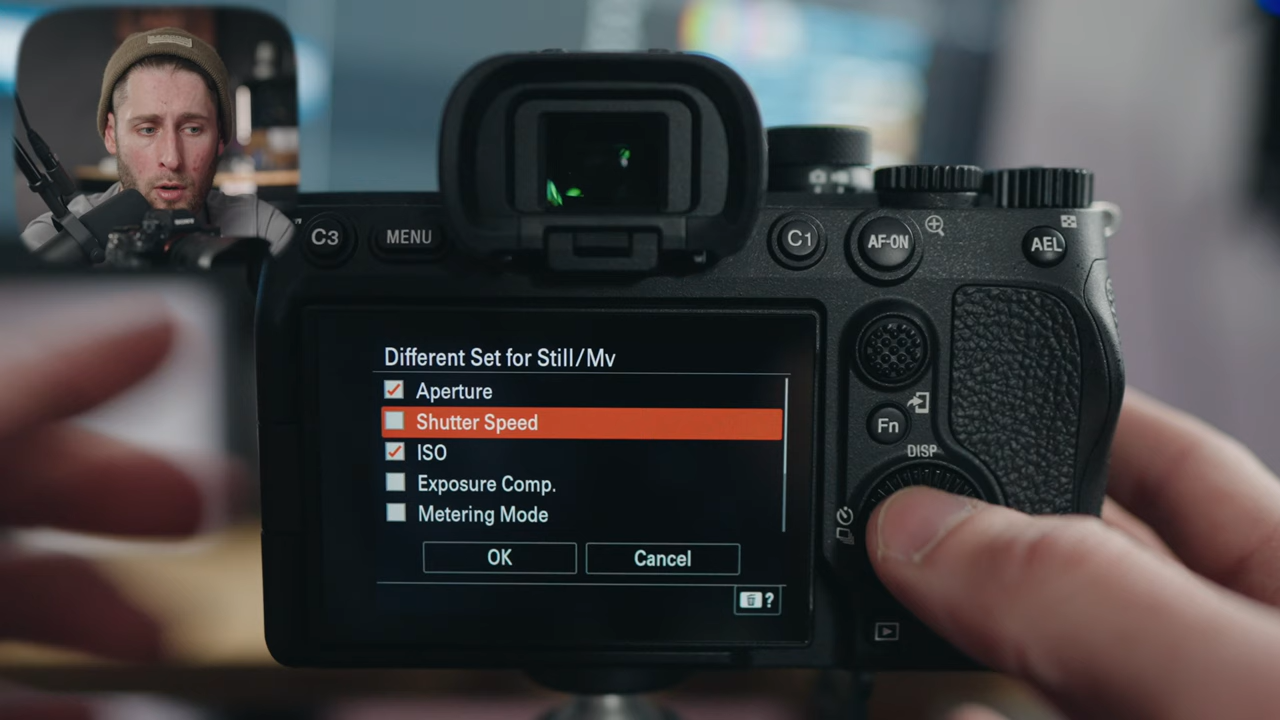 C3
MENU
C1
AF-ON
AEL
Different Set for Still/Mv
Aperture
Shutter Speed
ISO
Exposure Comp.
Metering Mode
OK
Cancel
?
Fn
DISP
SONY